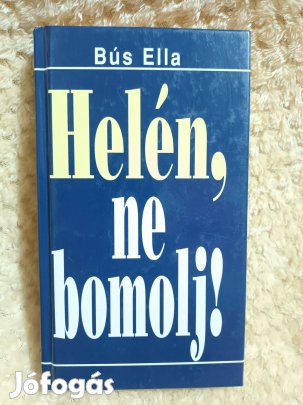 Bús Ella
Helén,
ne
bomolj!
Jófogás